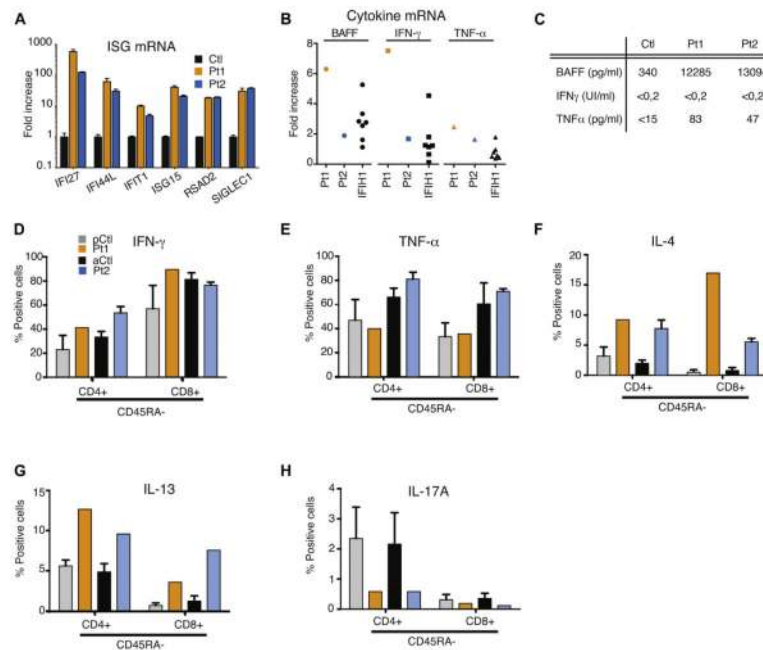 A ISG mRNA
Fold increase
1000
100
10
1
0.1
Ctl
Pt1
Pt2
IFI27 IFI44L IFIT1 ISG15 RSAD2 SIGLEC1
B Cytokine mRNA
BAFF IFN-γ TNF-α
Fold increase
8
6
4
2
0
Pt1 Pt2 IFIH1 Pt1 Pt2 IFIH1 Pt1 Pt2 IFIH1
C
Ctl Pt1 Pt2
BAFF (pg/ml) 340 12285 13094
IFNγ (UI/ml) <0,2 <0,2 <0,2
TNFα (pg/ml) <15 83 47
D IFN-γ
pCtl
Pt1
aCtl
Pt2
% Positive cells
100
80
60
40
20
0
CD4+ CD8+
CD45RA-
E TNF-α
% Positive cells
100
80
60
40
20
0
CD4+ CD8+
CD45RA-
F IL-4
% Positive cells
20
15
10
5
0
CD4+ CD8+
CD45RA-
G IL-13
% Positive cells
15
10
5
0
CD4+ CD8+
CD45RA-
H IL-17A
% Positive cells
4
3
2
1
0
CD4+ CD8+
CD45RA-